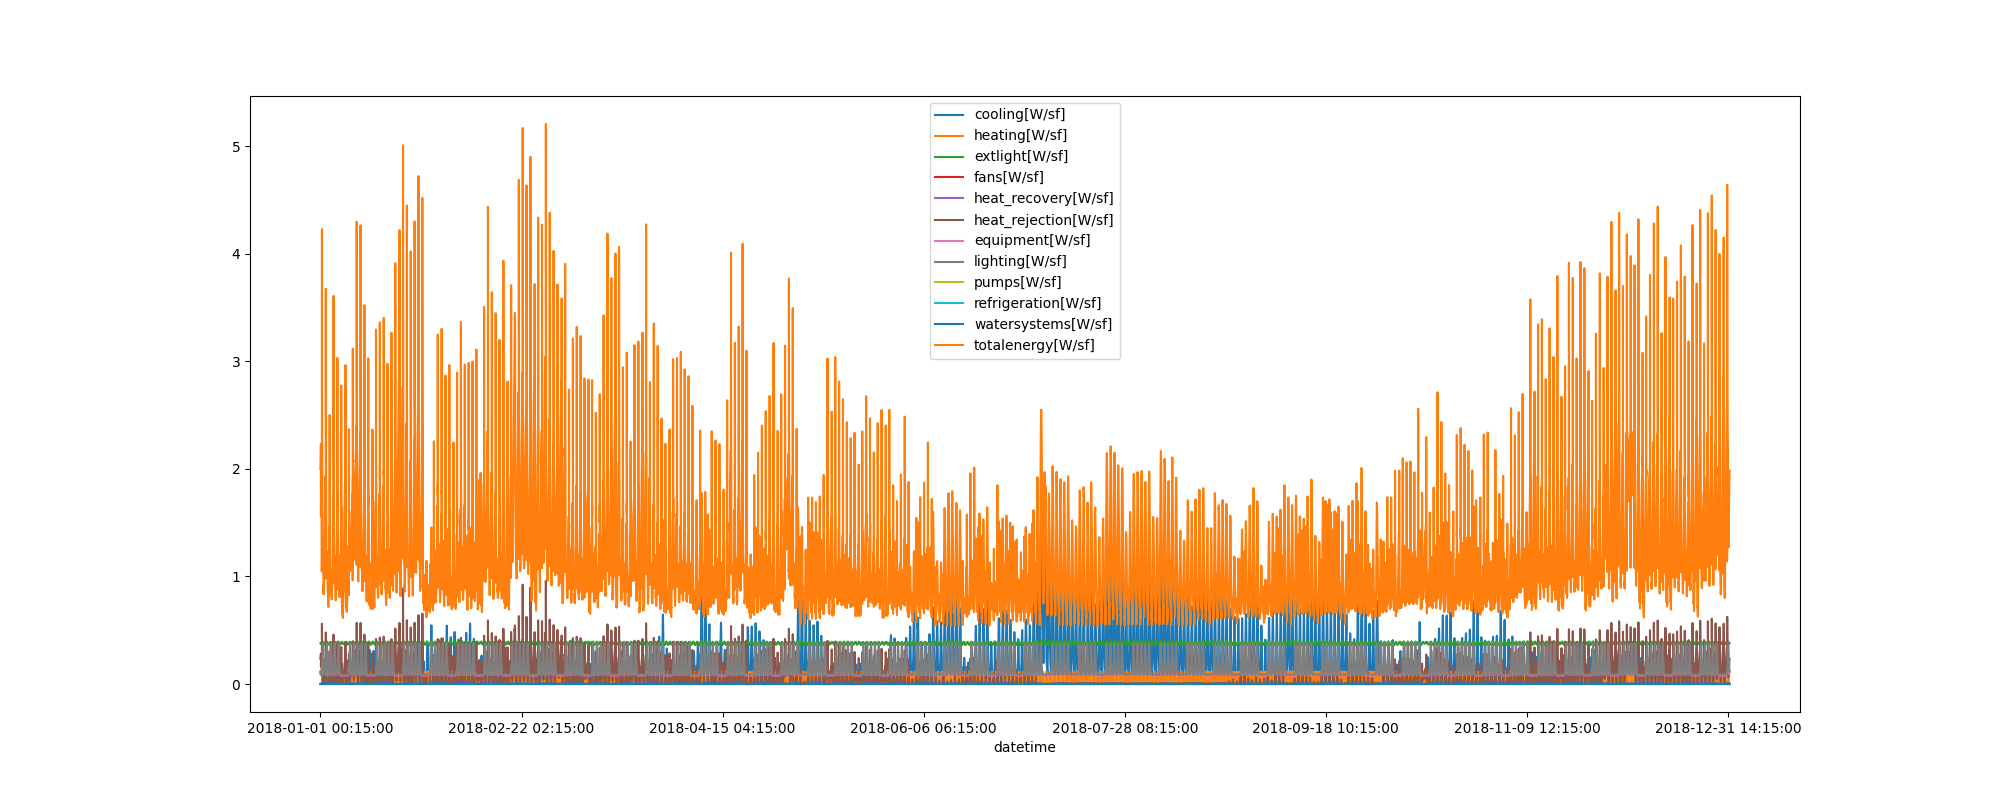 cooling[W/sf]
heating[W/sf]
extlight[W/sf]
fans[W/sf]
heat_recovery[W/sf]
heat_rejection[W/sf]
equipment[W/sf]
lighting[W/sf]
pumps[W/sf]
refrigeration[W/sf]
watersystems[W/sf]
totalenergy[W/sf]
5
4
3
2
1
0
2018-01-01 00:15:00 2018-02-22 02:15:00 2018-04-15 04:15:00 2018-06-06 06:15:00 2018-07-28 08:15:00 2018-09-18 10:15:00 2018-11-09 12:15:00 2018-12-31 14:15:00
datetime